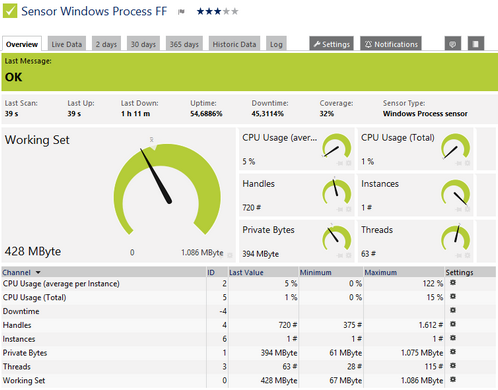 Sensor Windows Process FF
Overview Live Data 2 days 30 days 365 days Historic Data Log Settings Notifications
Last Message:
OK
Last Scan: Last Up: Last Down: Uptime: Downtime: Coverage: Sensor Type:
39 s 39 s 1 h 11 m 54,6886% 45,3114% 32% Windows Process sensor
Working Set
428 MByte
0 1.086 MByte
CPU Usage (aver...
5 %
CPU Usage (Total)
1 %
Handles
720 #
Instances
1 #
Private Bytes
394 MByte
Threads
63 #
Channel ID Last Value Minimum Maximum Settings
CPU Usage (average per Instance) 2 5 % 0 % 122 %
CPU Usage (Total) 5 1 % 0 % 15 %
Downtime -4
Handles 4 720 # 375 # 1.612 #
Instances 6 1 # 1 # 1 #
Private Bytes 1 394 MByte 61 MByte 1.075 MByte
Threads 3 63 # 28 # 115 #
Working Set 0 428 MByte 67 MByte 1.086 MByte